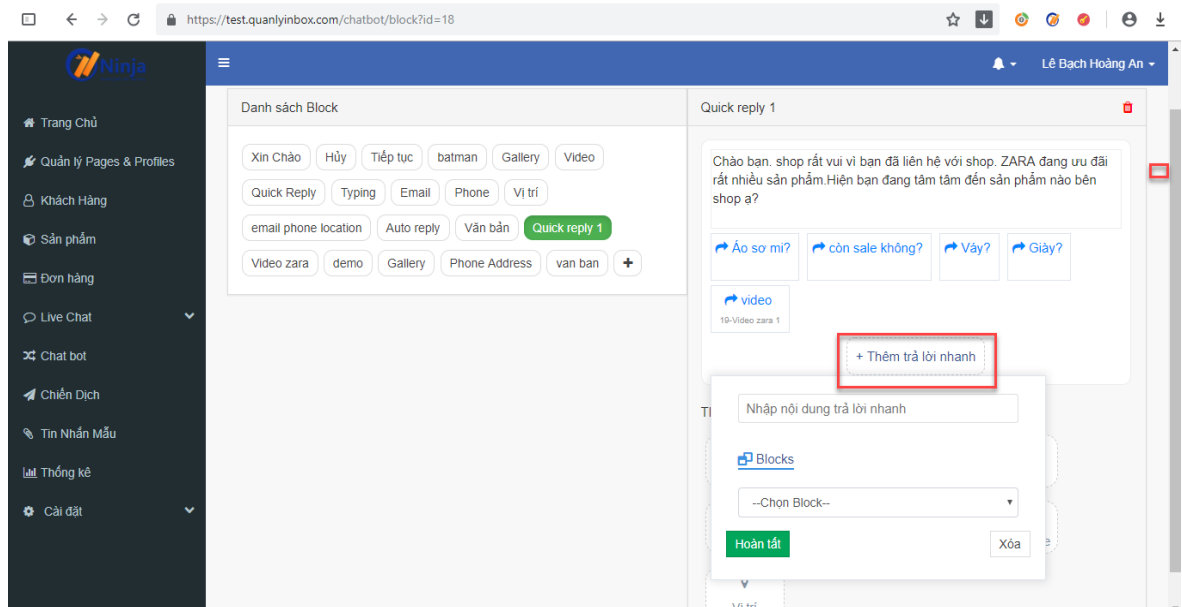 https://test.quanlyinbox.com/chatbot/block?id=18
Ninja
Lê Bạch Hoàng An
Trang Chủ
Quản lý Pages & Profiles
Khách Hàng
Sản phẩm
Đơn hàng
Live Chat
Chat bot
Chiến Dịch
Tin Nhắn Mẫu
Thống kê
Cài đặt
Danh sách Block
Xin Chào Hủy Tiếp tục batman Gallery Video
Quick Reply Typing Email Phone Vị trí
email phone location Auto reply Văn bản Quick reply 1
Video zara demo Gallery Phone Address van ban +
Quick reply 1
Chào bạn. shop rất vui vì bạn đã liên hệ với shop. ZARA đang ưu đãi
rất nhiều sản phẩm.Hiện bạn đang tâm tâm đến sản phẩm nào bên
shop ạ?
Áo sơ mi? còn sale không? Váy? Giày?
video
19-Video zara 1
+ Thêm trả lời nhanh
Nhập nội dung trả lời nhanh
Blocks
--Chọn Block--
Hoàn tất Xóa
Vị trí